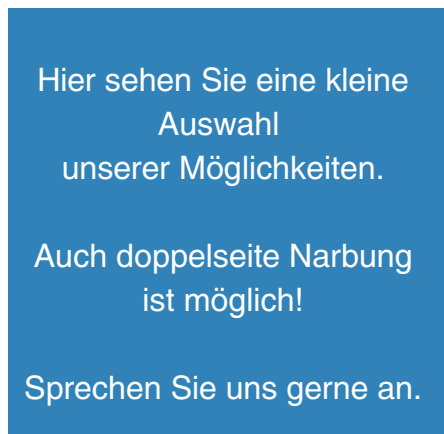 Hier sehen Sie eine kleine
Auswahl
unserer Möglichkeiten.
Auch doppelseite Narbung
ist möglich!
Sprechen Sie uns gerne an.